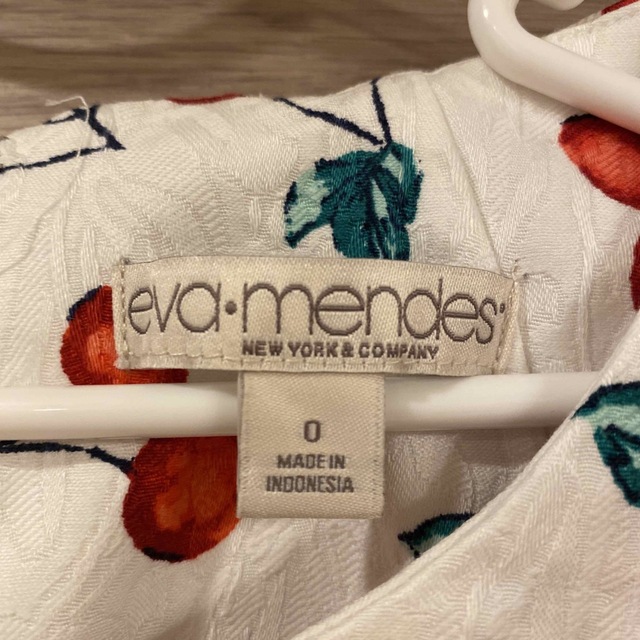 eva·mendes
NEW YORK & COMPANY
0
MADE IN
INDONESIA